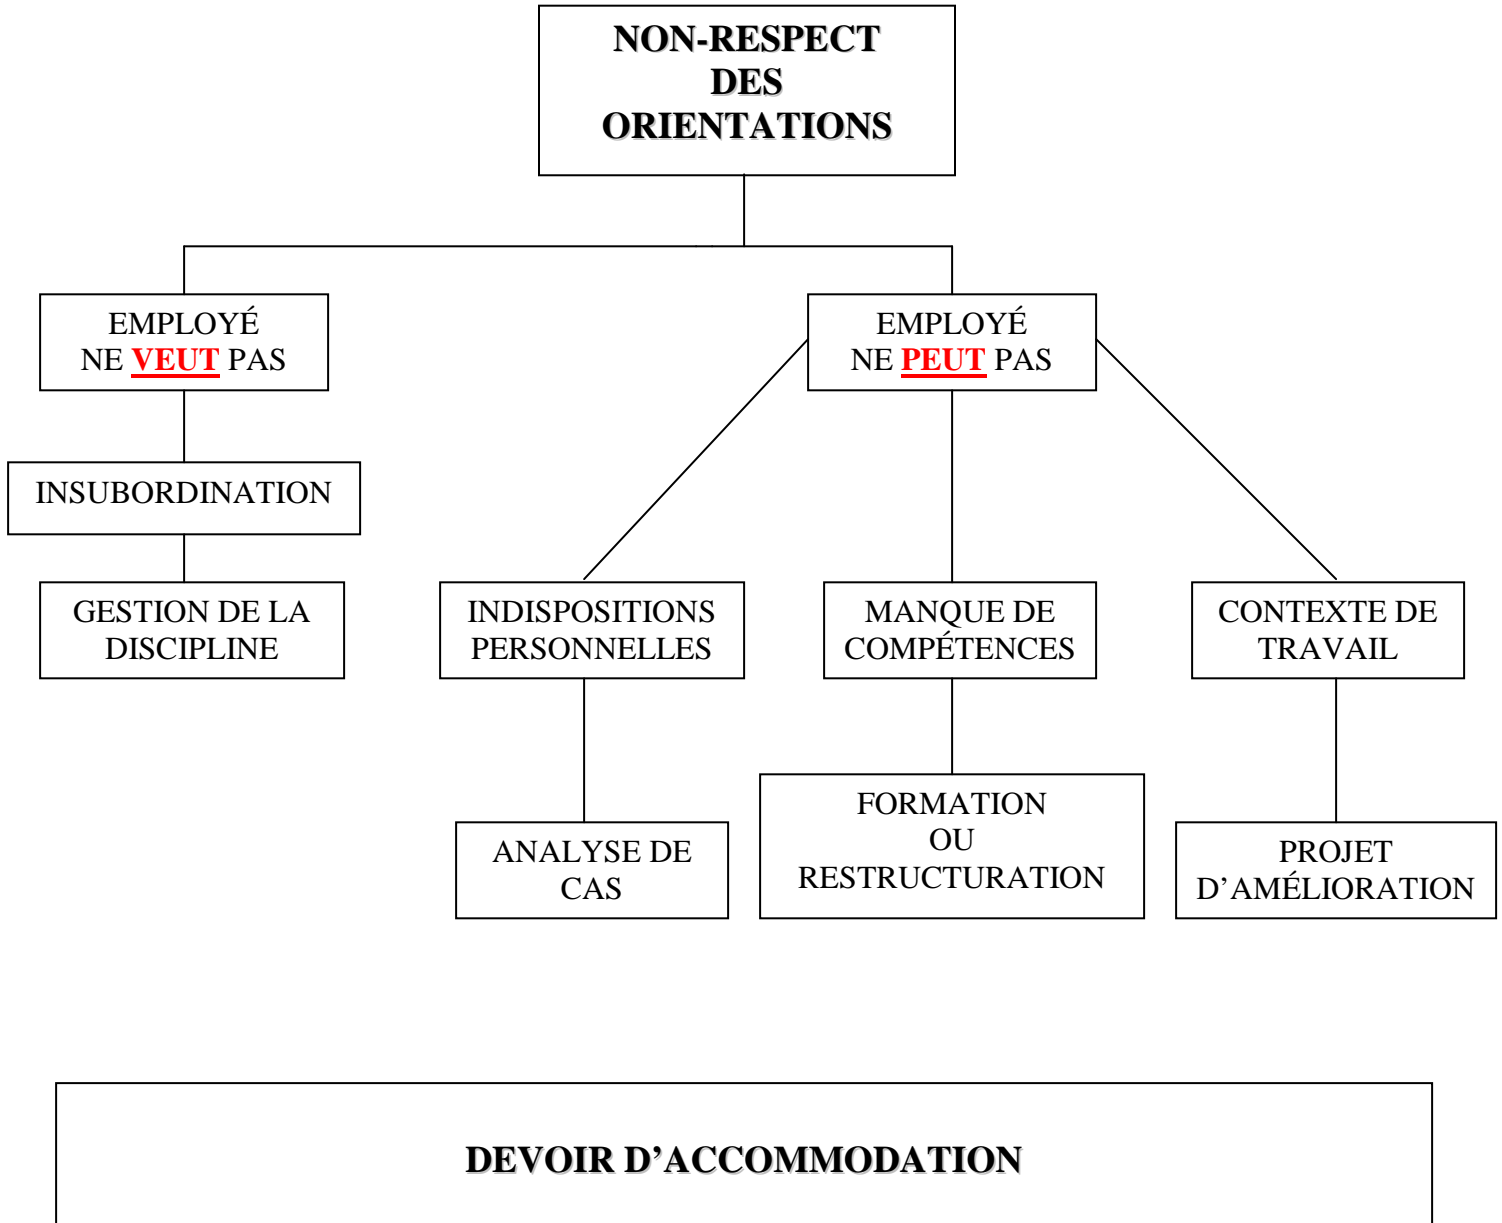 NON-RESPECT
DES
ORIENTATIONS
EMPLOYÉ
NE VEUT PAS
EMPLOYÉ
NE PEUT PAS
INSUBORDINATION
GESTION DE LA
DISCIPLINE
INDISPOSITIONS
PERSONNELLES
MANQUE DE
COMPÉTENCES
CONTEXTE DE
TRAVAIL
ANALYSE DE
CAS
FORMATION
OU
RESTRUCTURATION
PROJET
D’AMÉLIORATION
DEVOIR D’ACCOMMODATION